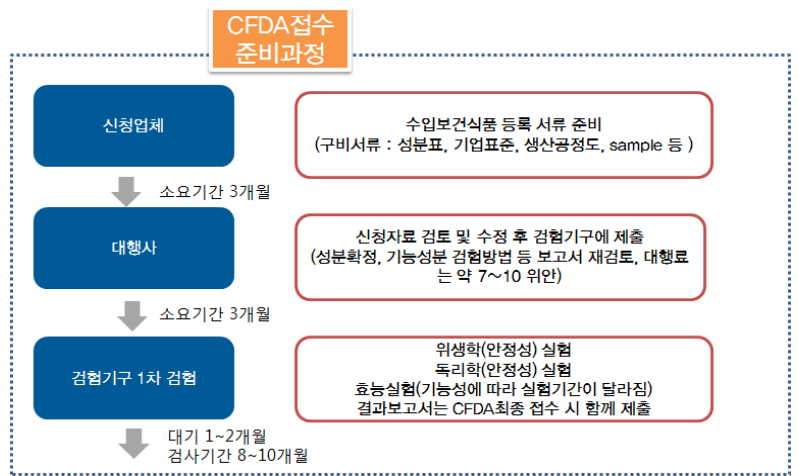 CFDA접수
준비과정
신청업체
수입보건식품 등록 서류 준비
(구비서류 : 성분표, 기업표준, 생산공정도, sample 등 )
소요기간 3개월
대행사
신청자료 검토 및 수정 후 검험기구에 제출
(성분확정, 기능성분 검험방법 등 보고서 재검토, 대행료
는 약 7～10 위안)
소요기간 3개월
검험기구 1차 검험
위생학(안정성) 실험
독리학(안정성) 실험
효능실험(기능성에 따라 실험기간이 달라짐)
결과보고서는 CFDA최종 접수 시 함께 제출
대기 1~2개월
검사기간 8~10개월